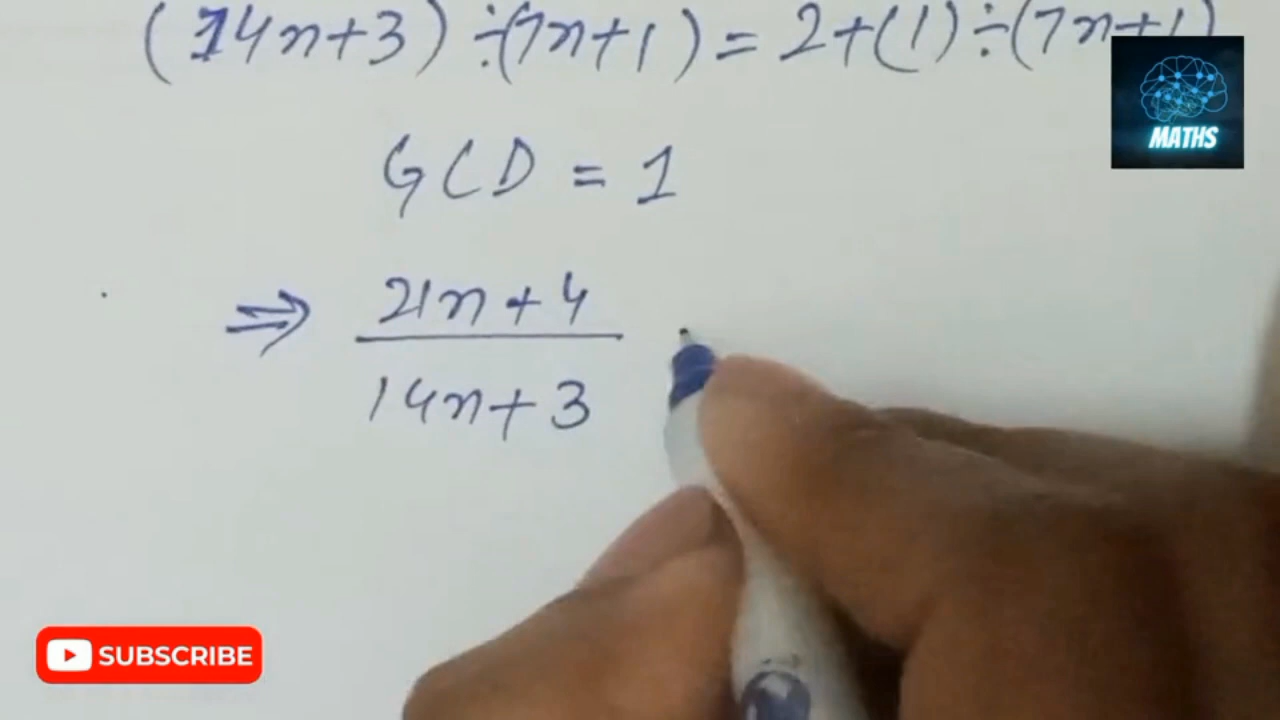 (14n+3)÷(7n+1)=2+(1)÷(7n+1)
MATHS
GCD = 1
⇒ 21n+4
14n+3
SUBSCRIBE